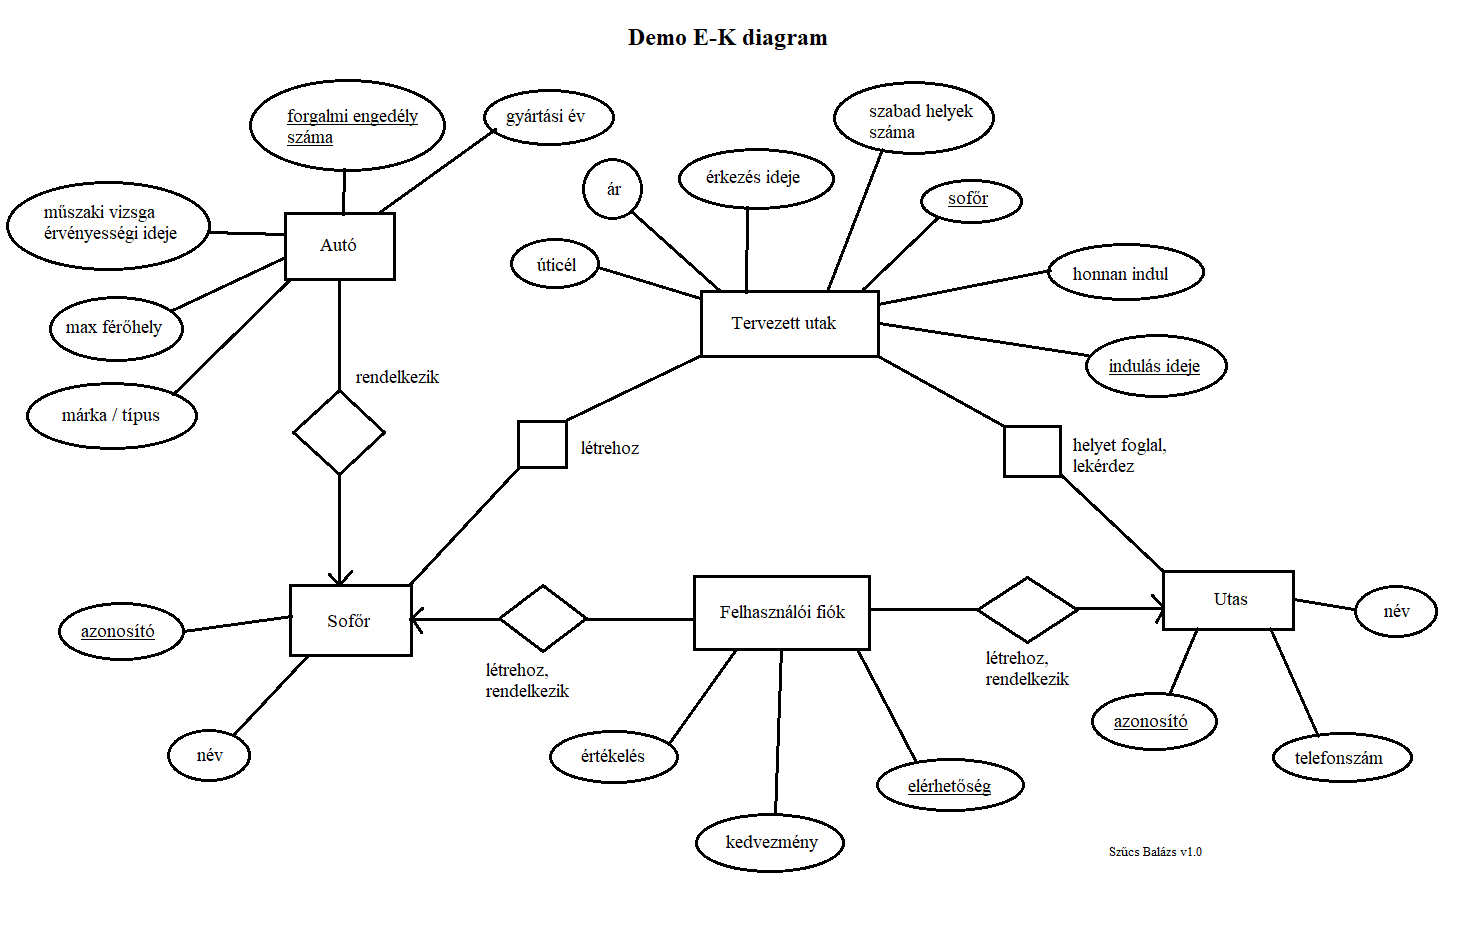 Demo E-K diagram
forgalmi engedély
száma
gyártási év
szabad helyek
száma
ár
érkezés ideje
sofőr
műszaki vizsga
érvényességi ideje
Autó
úticél
honnan indul
max férőhely
Tervezett utak
indulás ideje
rendelkezik
márka / típus
létrehoz
helyet foglal,
lekérdez
azonosító
Sofőr
Felhasználói fiók
Utas
név
létrehoz,
rendelkezik
létrehoz,
rendelkezik
név
értékelés
elérhetőség
azonosító
telefonszám
kedvezmény
Szücs Balázs v1.0